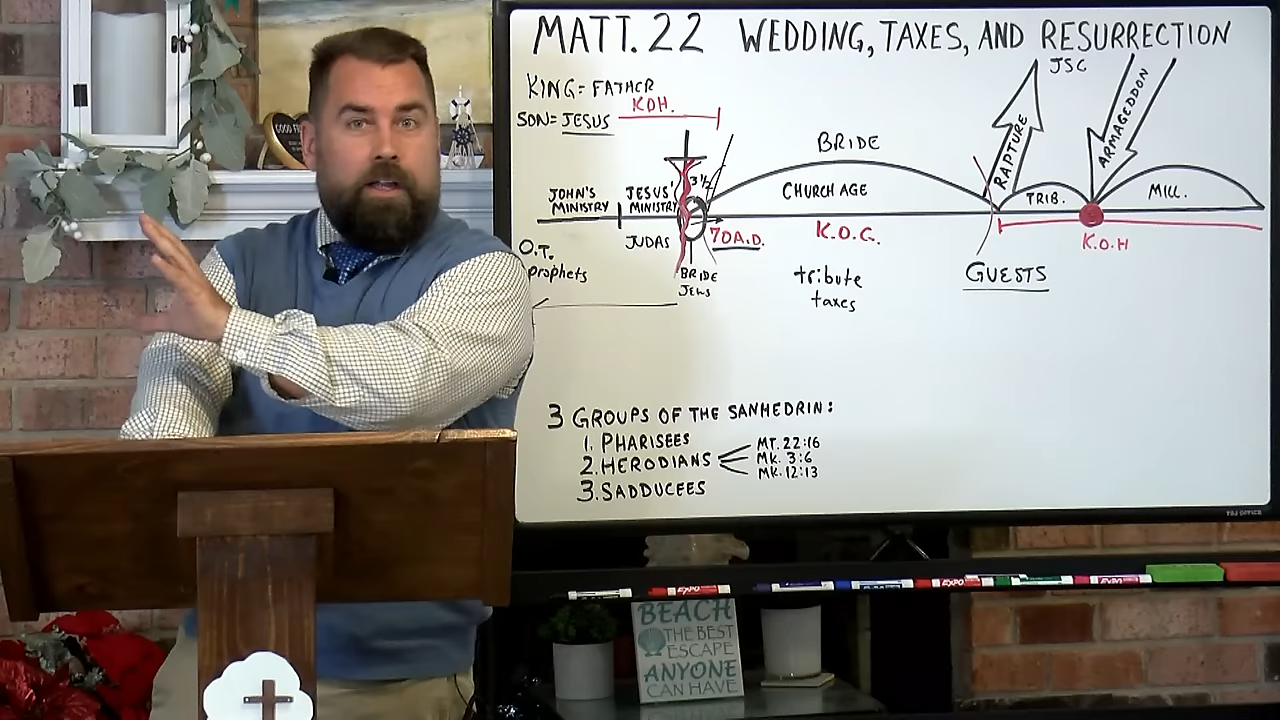 MATT. 22 WEDDING, TAXES, AND RESURRECTION
KING = FATHER
KOH.
SON = JESUS
JSC
RAPTURE
ARMAGEDDON
BRIDE
3½
JOHN'S
MINISTRY
JESUS'
MINISTRY
CHURCH AGE
TRIB.
MILL.
JUDAS
70 A.D.
K.O.G.
K.O.H
O.T.
prophets
BRIDE
JEWS
tribute
taxes
GUESTS
3 GROUPS OF THE SANHEDRIN:
1. PHARISEES
2. HERODIANS
MT. 22:16
MK. 3:6
MK. 12:13
3. SADDUCEES
EXPO
EXPO
EXPO
BEACH
THE BEST
ESCAPE
ANYONE
CAN HAVE